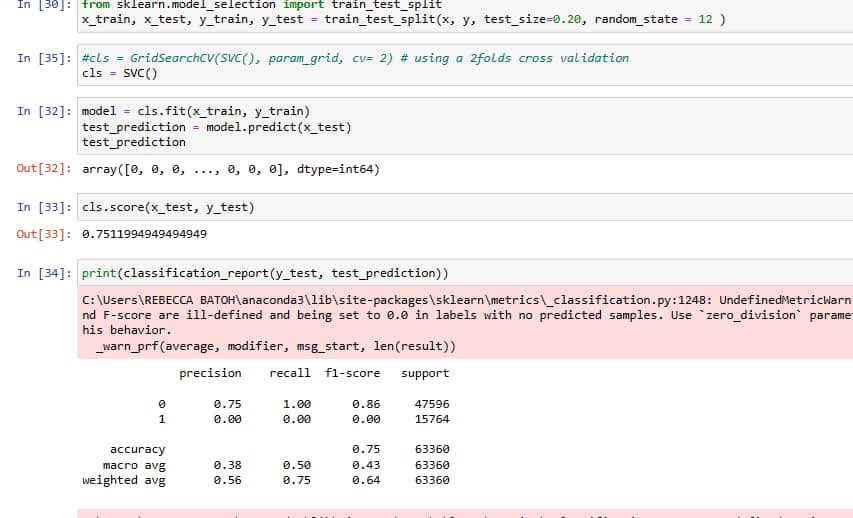 In [30]: from sklearn.model_selection import train_test_split
x_train, x_test, y_train, y_test = train_test_split(x, y, test_size=0.20, random_state = 12 )
In [35]: #cls = GridSearchCV(SVC(), param_grid, cv= 2) # using a 2folds cross validation
cls = SVC()
In [32]: model = cls.fit(x_train, y_train)
test_prediction = model.predict(x_test)
test_prediction
Out[32]: array([0, 0, 0, ..., 0, 0, 0], dtype=int64)
In [33]: cls.score(x_test, y_test)
Out[33]: 0.7511994949494949
In [34]: print(classification_report(y_test, test_prediction))
C:\Users\REBECCA BATOH\anaconda3\lib\site-packages\sklearn\metrics\_classification.py:1248: UndefinedMetricWarn
nd F-score are ill-defined and being set to 0.0 in labels with no predicted samples. Use `zero_division` parame
his behavior.
_warn_prf(average, modifier, msg_start, len(result))
precision recall f1-score support
0 0.75 1.00 0.86 47596
1 0.00 0.00 0.00 15764
accuracy 0.75 63360
macro avg 0.38 0.50 0.43 63360
weighted avg 0.56 0.75 0.64 63360